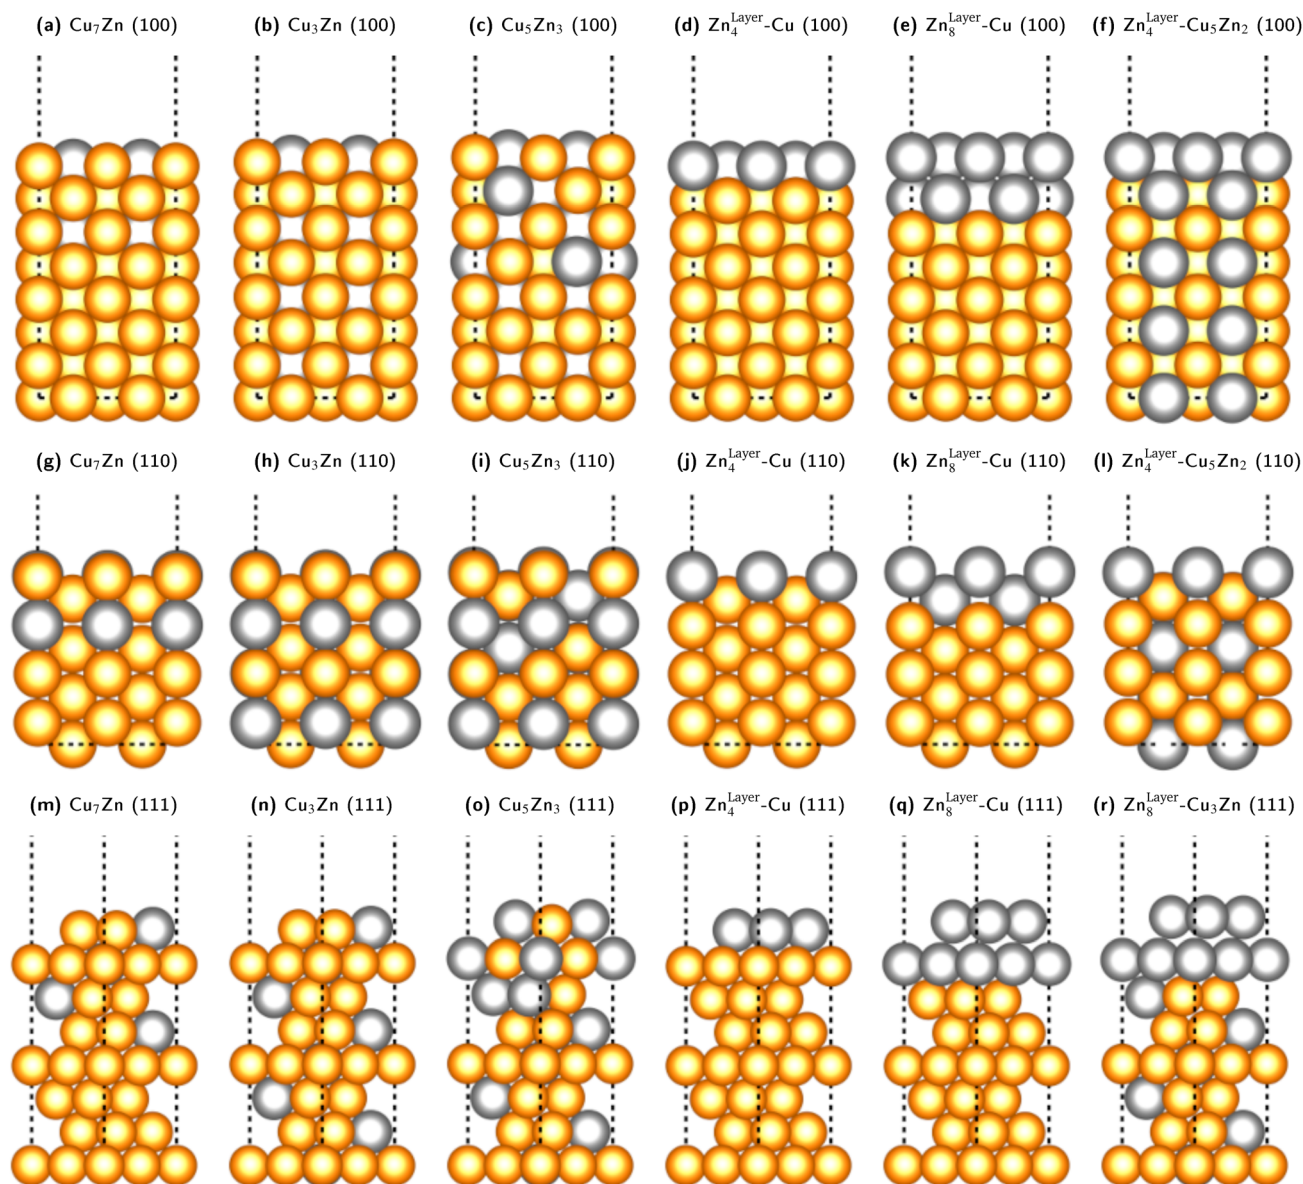 (a) Cu₇Zn (100) (b) Cu₃Zn (100) (c) Cu₅Zn₃ (100) (d) Zn₄ᴸᵃʸᵉʳ-Cu (100) (e) Zn₈ᴸᵃʸᵉʳ-Cu (100) (f) Zn₄ᴸᵃʸᵉʳ-Cu₅Zn₂ (100)
(g) Cu₇Zn (110) (h) Cu₃Zn (110) (i) Cu₅Zn₃ (110) (j) Zn₄ᴸᵃʸᵉʳ-Cu (110) (k) Zn₈ᴸᵃʸᵉʳ-Cu (110) (l) Zn₄ᴸᵃʸᵉʳ-Cu₅Zn₂ (110)
(m) Cu₇Zn (111) (n) Cu₃Zn (111) (o) Cu₅Zn₃ (111) (p) Zn₄ᴸᵃʸᵉʳ-Cu (111) (q) Zn₈ᴸᵃʸᵉʳ-Cu (111) (r) Zn₈ᴸᵃʸᵉʳ-Cu₃Zn (111)